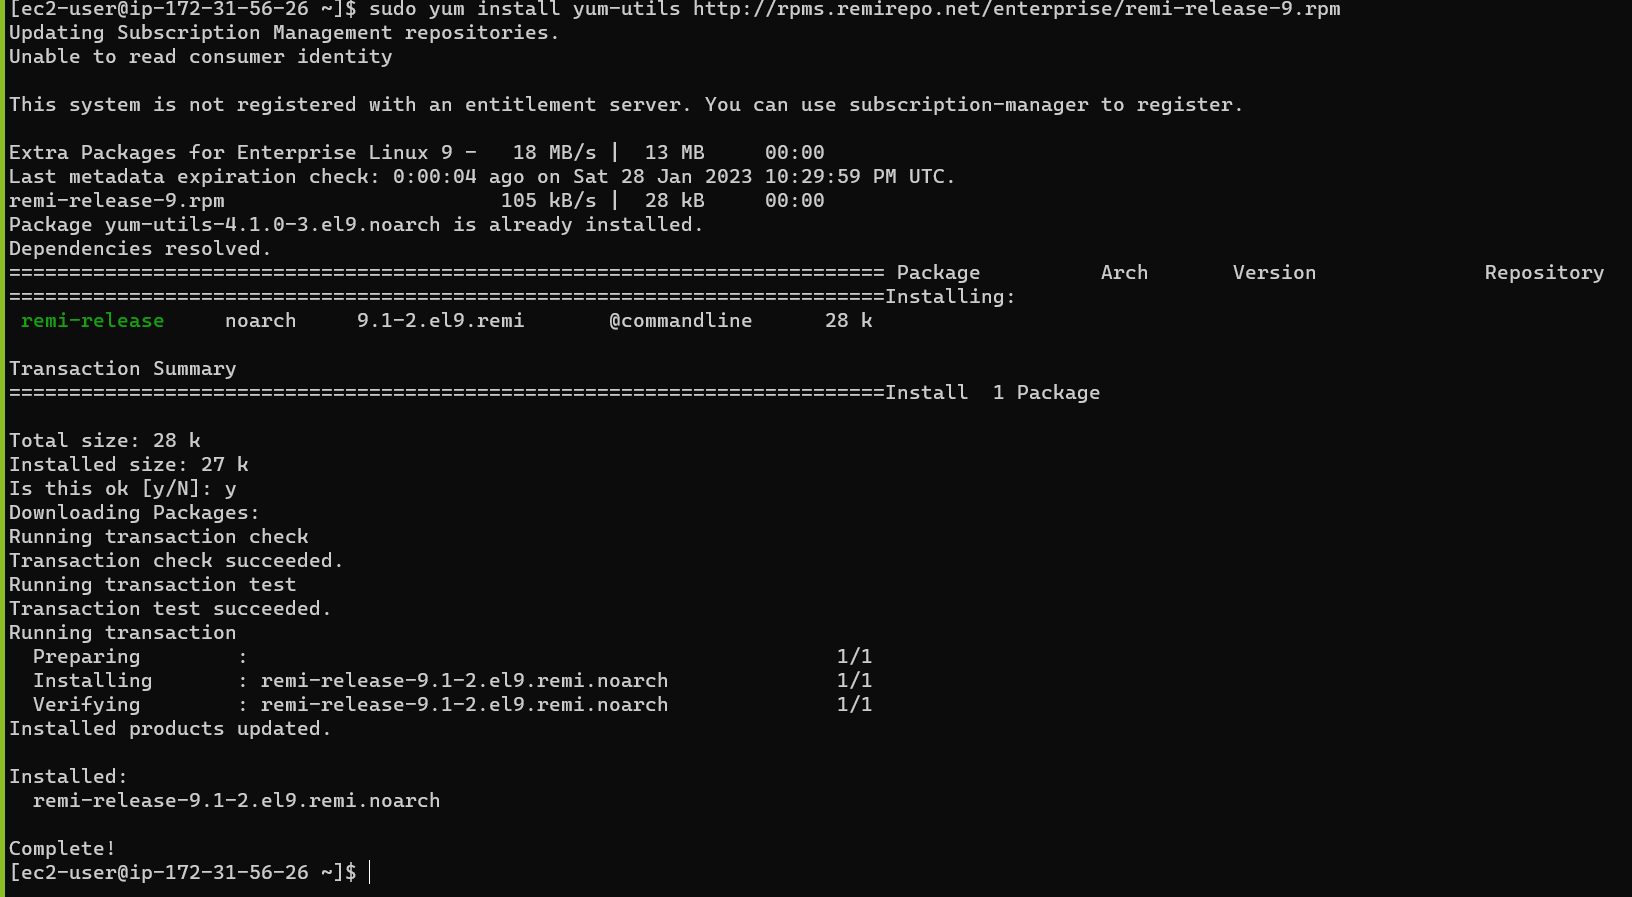 [ec2-user@ip-172-31-56-26 ~]$ sudo yum install yum-utils http://rpms.remirepo.net/enterprise/remi-release-9.rpm
Updating Subscription Management repositories.
Unable to read consumer identity
This system is not registered with an entitlement server. You can use subscription-manager to register.
Extra Packages for Enterprise Linux 9 -   18 MB/s |  13 MB     00:00
Last metadata expiration check: 0:00:04 ago on Sat 28 Jan 2023 10:29:59 PM UTC.
remi-release-9.rpm                       105 kB/s |  28 kB     00:00
Package yum-utils-4.1.0-3.el9.noarch is already installed.
Dependencies resolved.
========================================================================= Package          Arch       Version              Repository
=========================================================================Installing:
 remi-release     noarch     9.1-2.el9.remi       @commandline      28 k
Transaction Summary
=========================================================================Install  1 Package
Total size: 28 k
Installed size: 27 k
Is this ok [y/N]: y
Downloading Packages:
Running transaction check
Transaction check succeeded.
Running transaction test
Transaction test succeeded.
Running transaction
  Preparing        :                                                 1/1
  Installing       : remi-release-9.1-2.el9.remi.noarch              1/1
  Verifying        : remi-release-9.1-2.el9.remi.noarch              1/1
Installed products updated.
Installed:
  remi-release-9.1-2.el9.remi.noarch
Complete!
[ec2-user@ip-172-31-56-26 ~]$